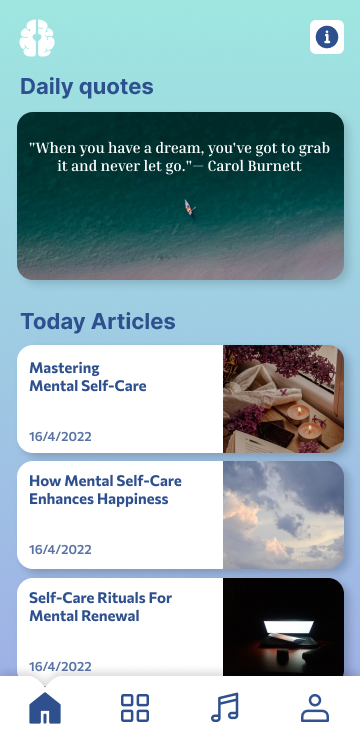 Daily quotes
"When you have a dream, you've got to grab
it and never let go."— Carol Burnett
Today Articles
Mastering
Mental Self-Care
16/4/2022
How Mental Self-Care
Enhances Happiness
16/4/2022
Self-Care Rituals For
Mental Renewal
16/4/2022